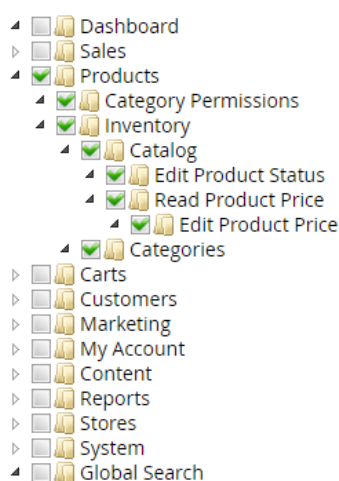 Dashboard
Sales
Products
Category Permissions
Inventory
Catalog
Edit Product Status
Read Product Price
Edit Product Price
Categories
Carts
Customers
Marketing
My Account
Content
Reports
Stores
System
Global Search